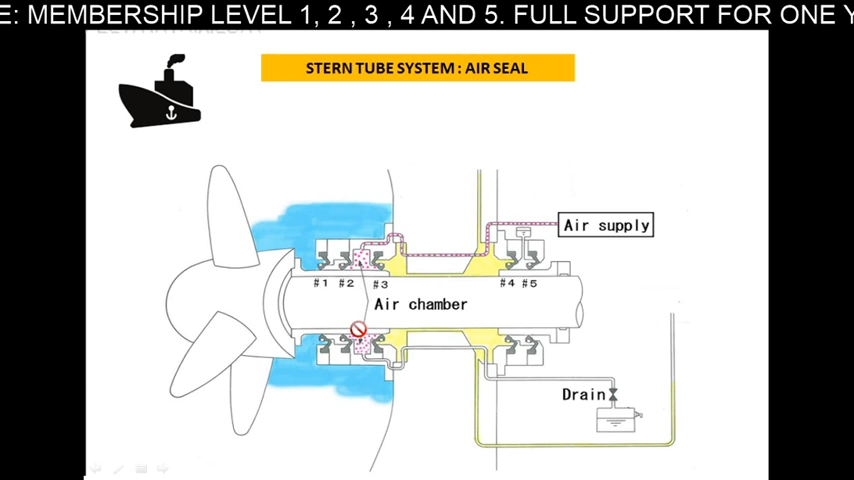 E: MEMBERSHIP LEVEL 1, 2 , 3 , 4 AND 5. FULL SUPPORT FOR ONE Y
STERN TUBE SYSTEM : AIR SEAL
Air supply
#1 #2 #3 #4 #5
Air chamber
Drain